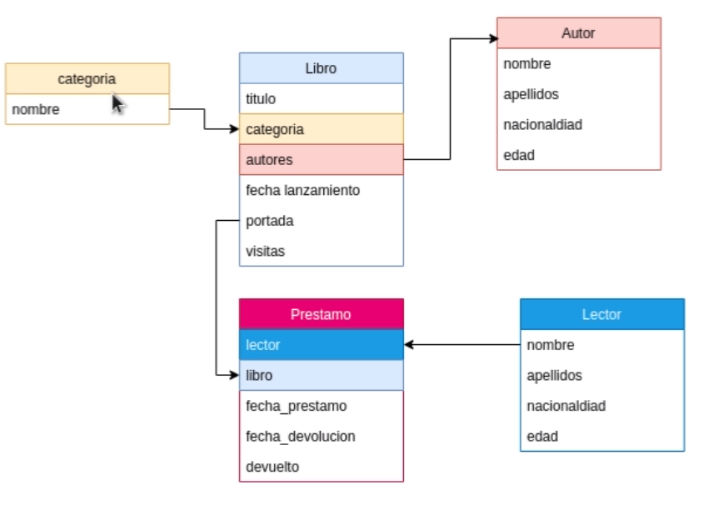 categoria
nombre
Libro
titulo
categoria
autores
fecha lanzamiento
portada
visitas
Autor
nombre
apellidos
nacionaldiad
edad
Prestamo
lector
libro
fecha_prestamo
fecha_devolucion
devuelto
Lector
nombre
apellidos
nacionaldiad
edad